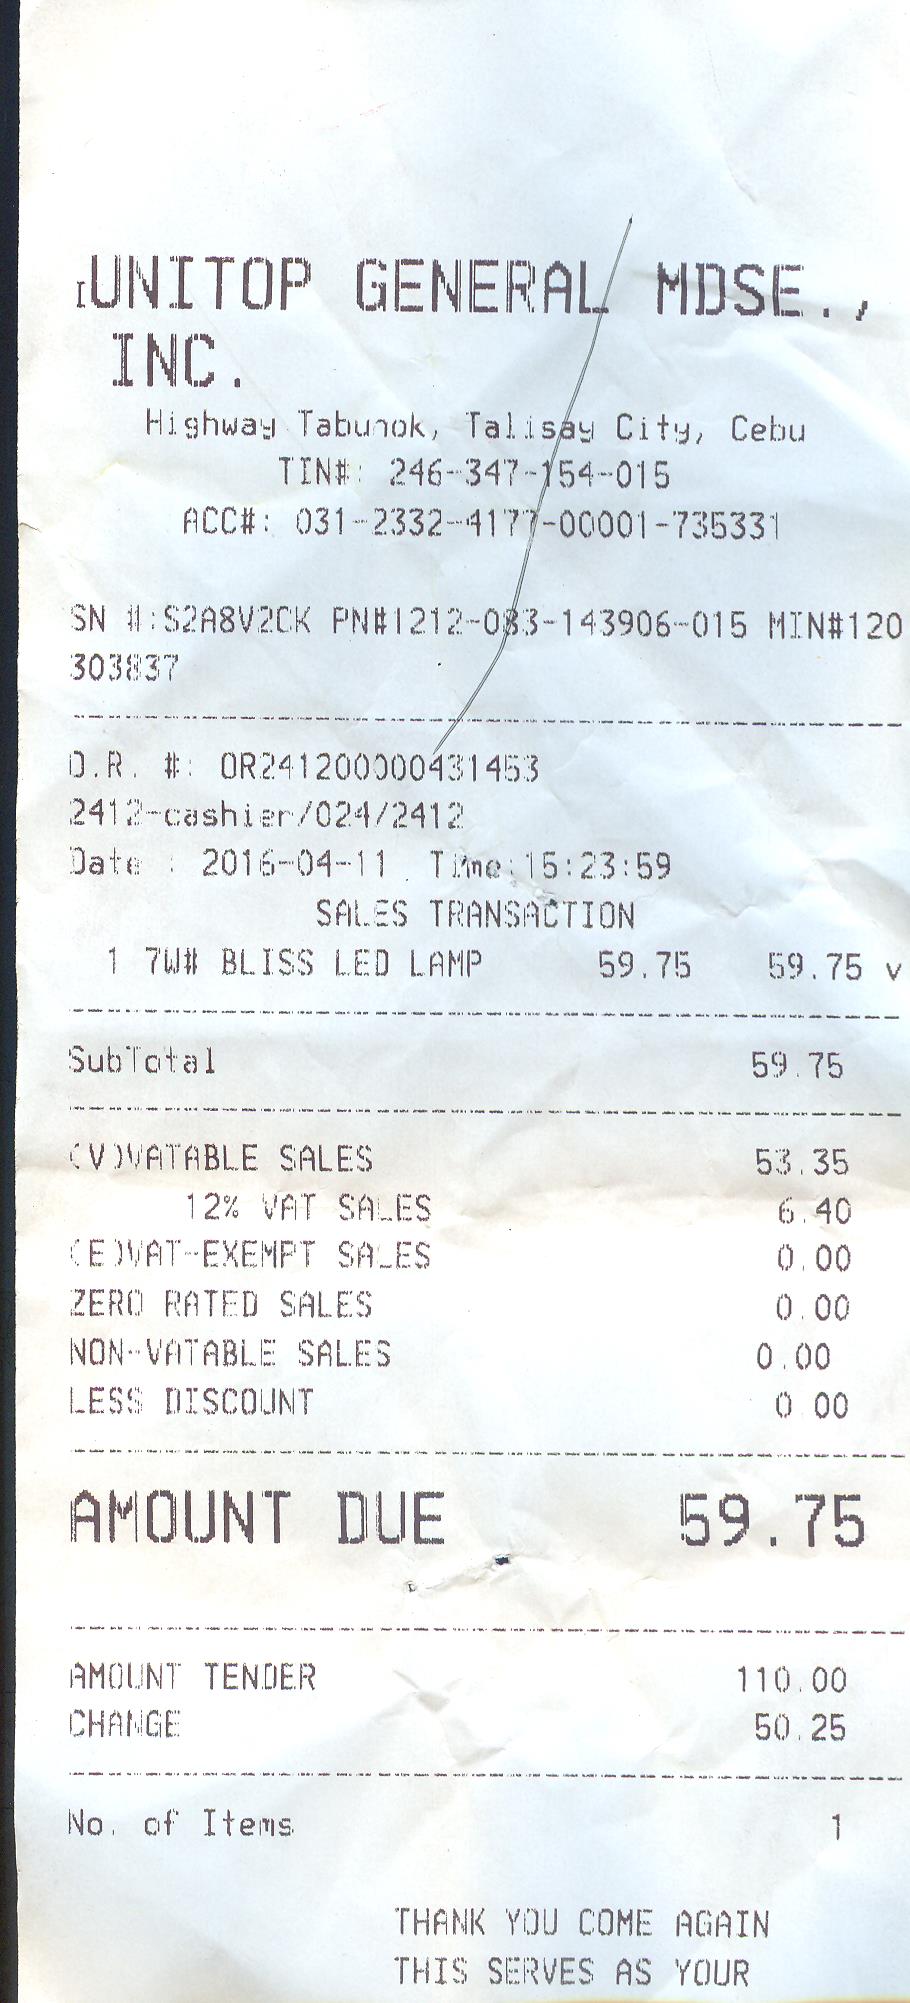 UNITOP GENERAL MDSE.,
INC.
Highway Tabunok, Talisay City, Cebu
TIN#: 246-347-154-015
ACC#: 031-2332-4177-00001-735331
SN #:S2A8V2CK PN#1212-083-143906-015 MIN#120
303837
O.R. #: OR241200000431453
2412-cashier/024/2412
Date : 2016-04-11 Time:15:23:59
SALES TRANSACTION
1 7W# BLISS LED LAMP 59.75 59.75 v
SubTotal 59.75
(V)VATABLE SALES 53.35
12% VAT SALES 6.40
(E)VAT-EXEMPT SALES 0.00
ZERO RATED SALES 0.00
NON-VATABLE SALES 0.00
LESS DISCOUNT 0.00
AMOUNT DUE 59.75
AMOUNT TENDER 110.00
CHANGE 50.25
No. of Items 1
THANK YOU COME AGAIN
THIS SERVES AS YOUR